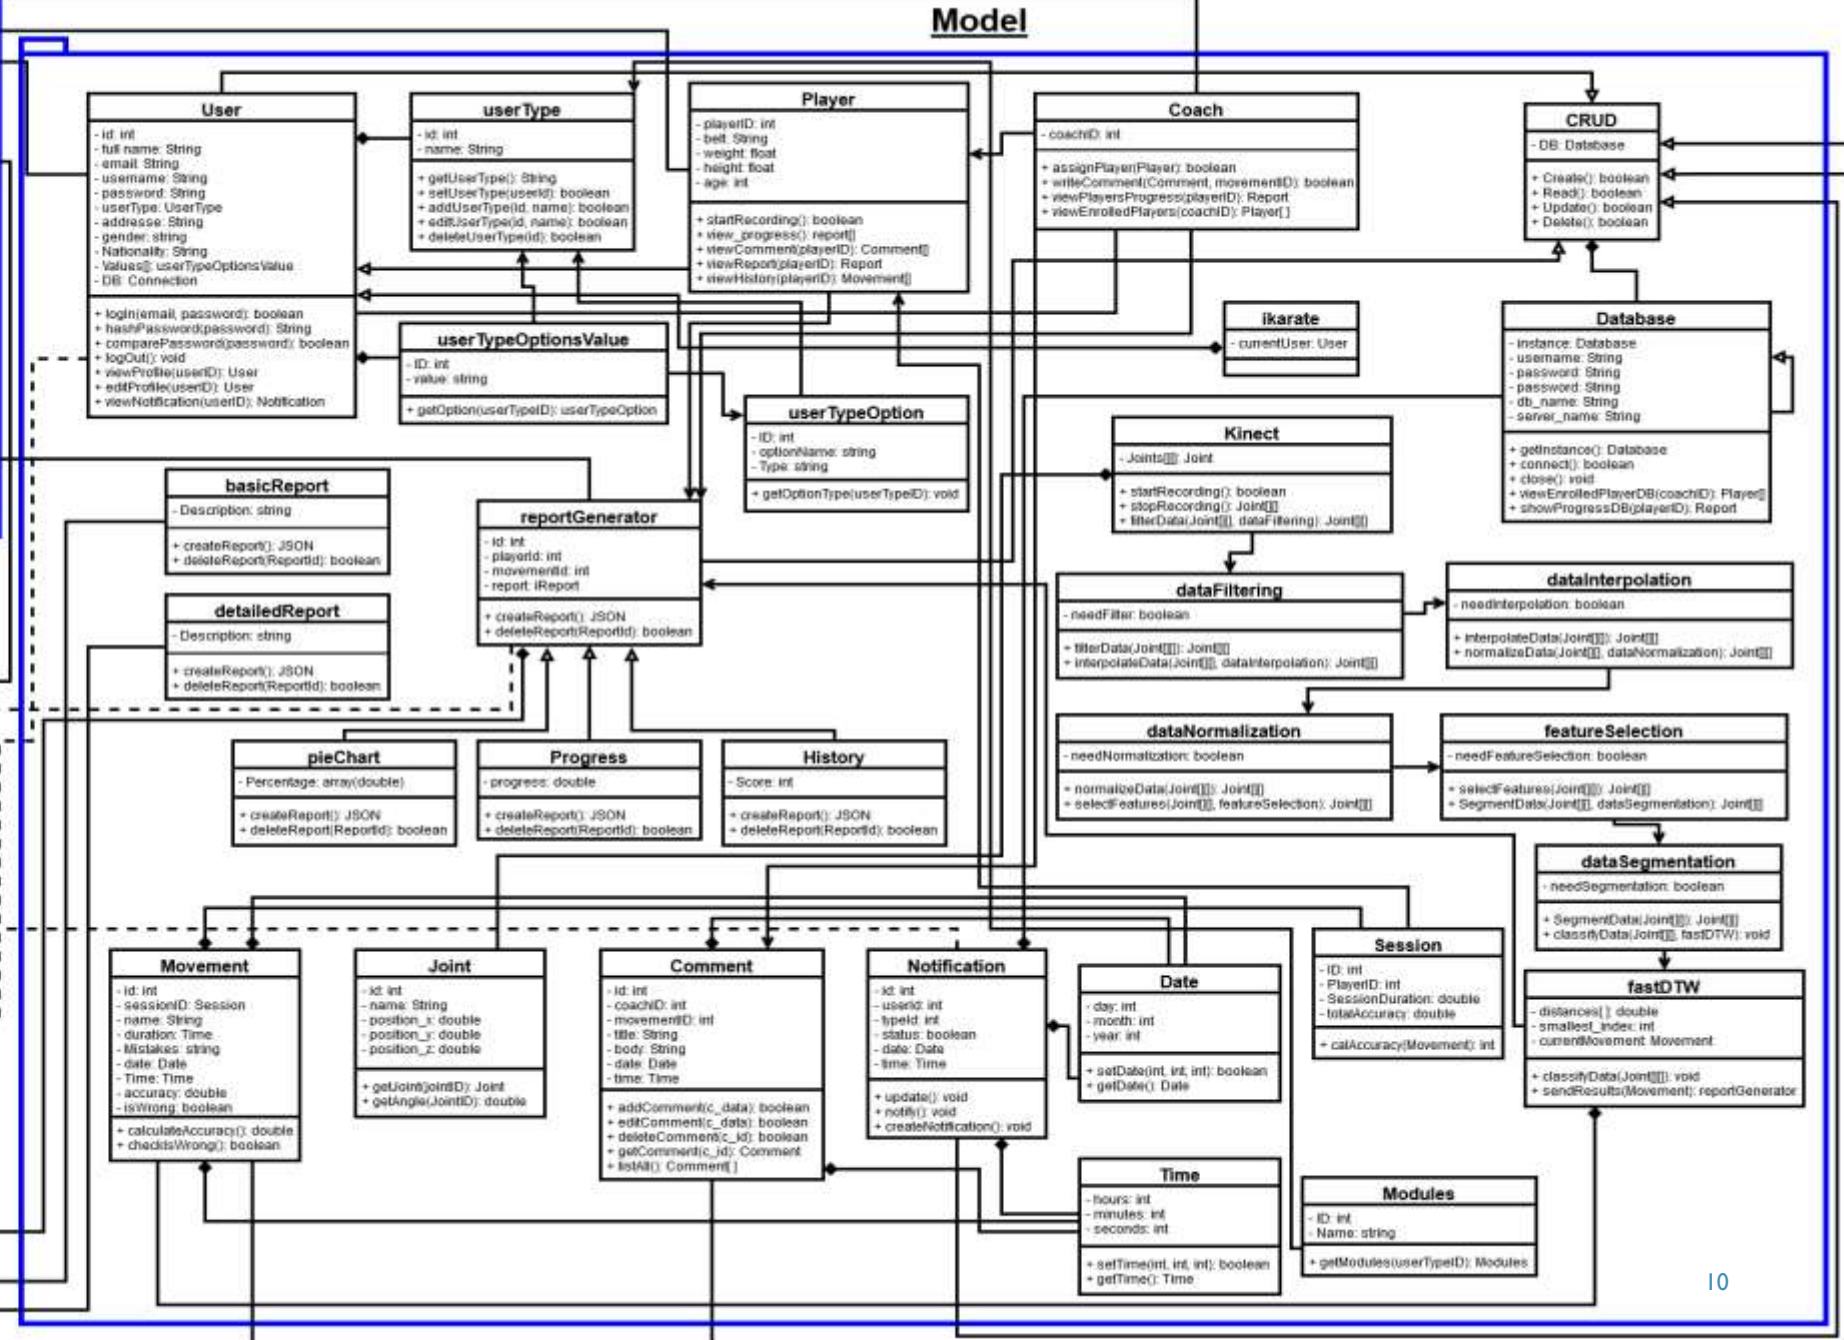 Model
User
- id: int
- full name: String
- email: String
- username: String
- password: String
- userType: UserType
- addresse: String
- gender: string
- Nationality: String
- Values[]: userTypeOptionsValue
- DB: Connection
+ login(email, password): boolean
+ hashPassword(password): String
+ comparePassword(password): boolean
+ logOut(): void
+ viewProfile(userID): User
+ editProfile(userID): User
+ viewNotification(userID): Notification
userType
- id: int
- name: String
+ getUserType(): String
+ setUserType(userId): boolean
+ addUserType(id, name): boolean
+ editUserType(id, name): boolean
+ deleteUserType(id): boolean
Player
- playerID: int
- belt: String
- weight: float
- height: float
- age: int
+ startRecording(): boolean
+ view_progress(): report[]
+ viewComment(playerID): Comment[]
+ viewReport(playerID): Report
+ viewHistory(playerID): Movement[]
Coach
- coachID: int
+ assignPlayer(Player): boolean
+ writeComment(Comment, movementID): boolean
+ viewPlayersProgress(playerID): Report
+ viewEnrolledPlayers(coachID): Player[ ]
CRUD
- DB: Database
+ Create(): boolean
+ Read(): boolean
+ Update(): boolean
+ Delete(): boolean
userTypeOptionsValue
- ID: int
- value: string
+ getOption(userTypeID): userTypeOption
userTypeOption
- ID: int
- optionName: string
- Type: string
+ getOptionType(userTypeID): void
ikarate
- currentUser: User
Database
- instance: Database
- username: String
- password: String
- password: String
- db_name: String
- server_name: String
+ getInstance(): Database
+ connect(): boolean
+ close(): void
+ viewEnrolledPlayerDB(coachID): Player[]
+ showProgressDB(playerID): Report
Kinect
- Joints[][]: Joint
+ startRecording(): boolean
+ stopRecording(): Joint[][]
+ filterData(Joint[][], dataFiltering): Joint[][]
basicReport
- Description: string
+ createReport(): JSON
+ deleteReport(ReportId): boolean
reportGenerator
- id: int
- playerId: int
- movementId: int
- report: iReport
+ createReport(): JSON
+ deleteReport(ReportId): boolean
detailedReport
- Description: string
+ createReport(): JSON
+ deleteReport(ReportId): boolean
dataFiltering
- needFilter: boolean
+ filterData(Joint[][]): Joint[][]
+ interpolateData(Joint[][], dataInterpolation): Joint[][]
dataInterpolation
- needInterpolation: boolean
+ interpolateData(Joint[][]): Joint[][]
+ normalizeData(Joint[][], dataNormalization): Joint[][]
pieChart
- Percentage: array(double)
+ createReport(): JSON
+ deleteReport(ReportId): boolean
Progress
- progress: double
+ createReport(): JSON
+ deleteReport(ReportId): boolean
History
- Score: int
+ createReport(): JSON
+ deleteReport(ReportId): boolean
dataNormalization
- needNormalization: boolean
+ normalizeData(Joint[][]): Joint[][]
+ selectFeatures(Joint[][], featureSelection): Joint[][]
featureSelection
- needFeatureSelection: boolean
+ selectFeatures(Joint[][]): Joint[][]
+ SegmentData(Joint[][], dataSegmentation): Joint[][]
dataSegmentation
- needSegmentation: boolean
+ SegmentData(Joint[][]): Joint[][]
+ classifyData(Joint[][], fastDTW): void
Movement
- id: int
- sessionID: Session
- name: String
- duration: Time
- Mistakes: string
- date: Date
- Time: Time
- accuracy: double
- isWrong: boolean
+ calculateAccuracy(): double
+ checkIsWrong(): boolean
Joint
- id: int
- name: String
- position_x: double
- position_y: double
- position_z: double
+ getJoint(jointID): Joint
+ getAngle(JointID): double
Comment
- id: int
- coachID: int
- movementID: int
- title: String
- body: String
- date: Date
- time: Time
+ addComment(c_data): boolean
+ editComment(c_data): boolean
+ deleteComment(c_id): boolean
+ getComment(c_id): Comment
+ listAll(): Comment[ ]
Notification
- id: int
- userId: int
- typeId: int
- status: boolean
- date: Date
- time: Time
+ update(): void
+ notify(): void
+ createNotification(): void
Date
- day: int
- month: int
- year: int
+ setDate(int, int, int): boolean
+ getDate(): Date
Session
- ID: int
- PlayerID: int
- SessionDuration: double
- totalAccuracy: double
+ calAccuracy(Movement): int
fastDTW
- distances[ ]: double
- smallest_index: int
- currentMovement: Movement
+ classifyData(Joint[][]): void
+ sendResults(Movement): reportGenerator
Time
- hours: int
- minutes: int
- seconds: int
+ setTime(int, int, int): boolean
+ getTime(): Time
Modules
- ID: int
- Name: string
+ getModules(userTypeID): Modules
10